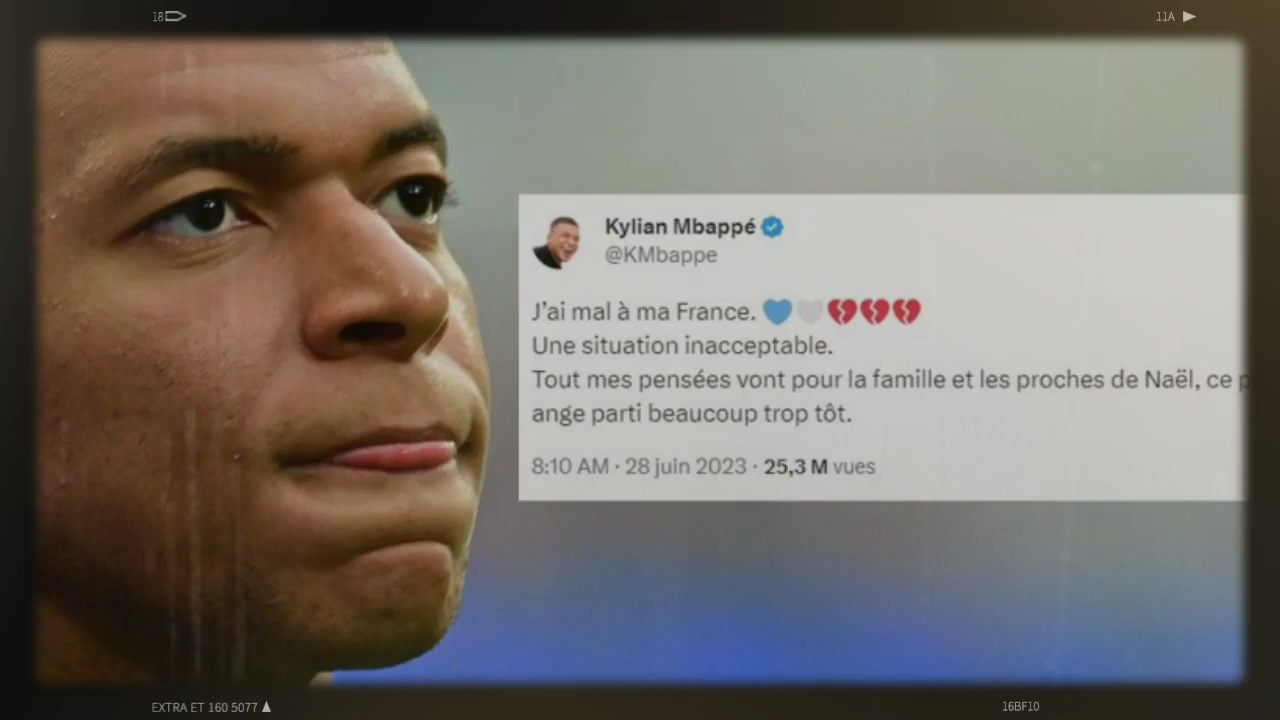 18
11A
Kylian Mbappé
@KMbappe
J’ai mal à ma France. 💙🤍💔💔💔
Une situation inacceptable.
Tout mes pensées vont pour la famille et les proches de Naël, ce
ange parti beaucoup trop tôt.
8:10 AM · 28 juin 2023 · 25,3 M vues
EXTRA ET 160 5077
16BF10